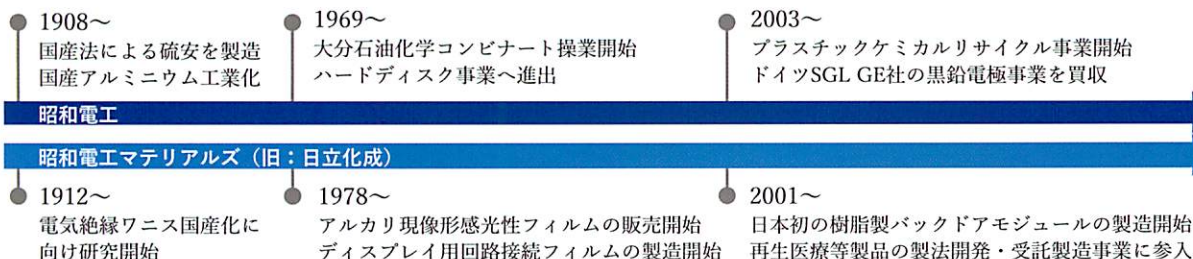 1908～
国産法による硫安を製造
国産アルミニウム工業化
1969～
大分石油化学コンビナート操業開始
ハードディスク事業へ進出
2003～
プラスチックケミカルリサイクル事業開始
ドイツSGL GE社の黒鉛電極事業を買収
昭和電工
昭和電工マテリアルズ（旧：日立化成）
1912～
電気絶縁ワニス国産化に
向け研究開始
1978～
アルカリ現像形感光性フィルムの販売開始
ディスプレイ用回路接続フィルムの製造開始
2001～
日本初の樹脂製バックドアモジュールの製造開始
再生医療等製品の製法開発・受託製造事業に参入